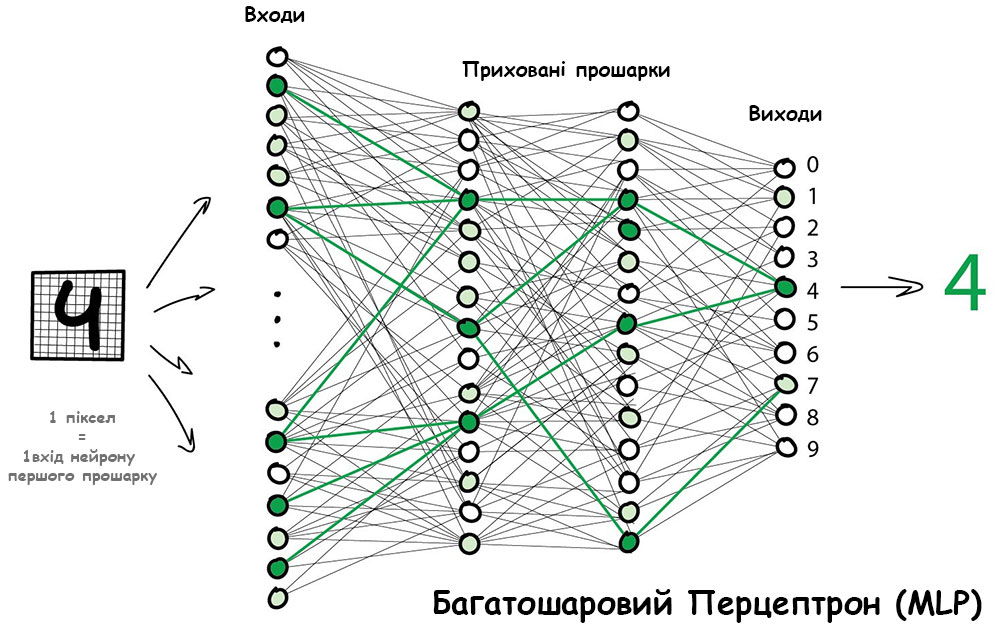 Входи
Приховані прошарки
Виходи
0
1
2
3
4
5
6
7
8
9
4
4
1 піксел
=
1вхід нейрону
першого прошарку
Багатошаровий Перцептрон (MLP)